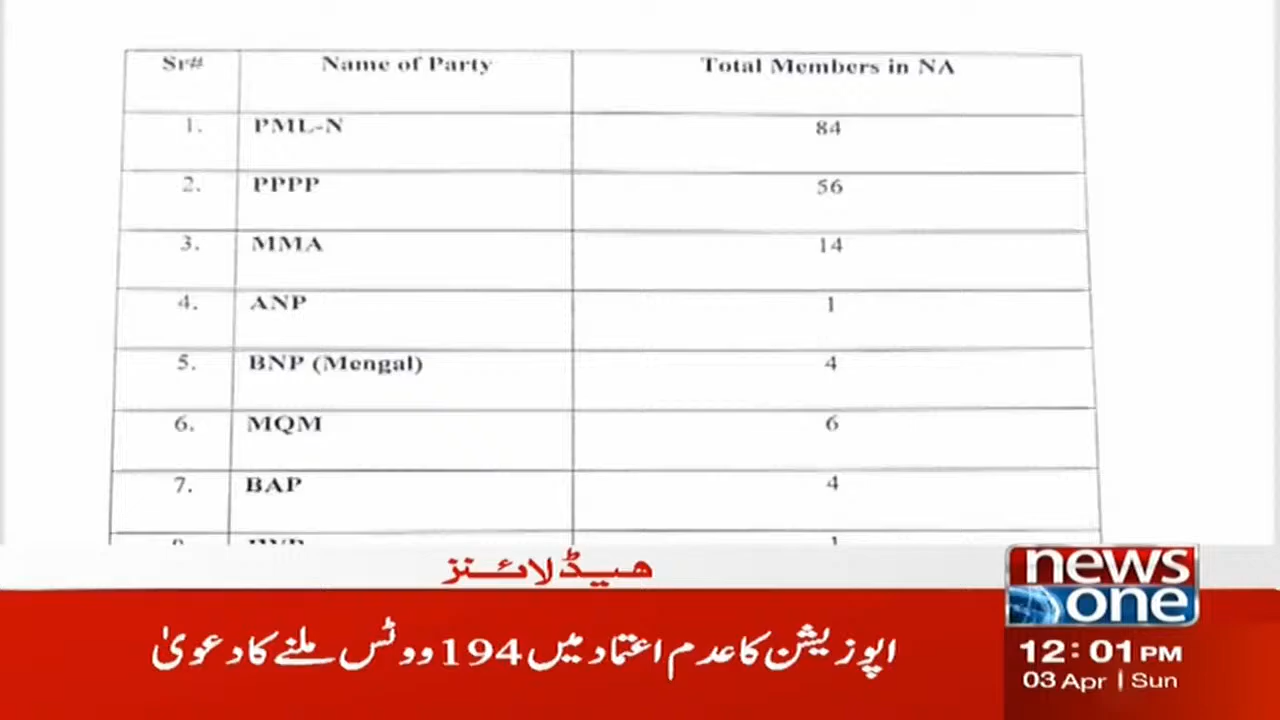 Sr# Name of Party Total Members in NA
1. PML-N 84
2. PPPP 56
3. MMA 14
4. ANP 1
5. BNP (Mengal) 4
6. MQM 6
7. BAP 4
ہیڈلائنز
news
one
اپوزیشن کا عدم اعتماد میں 194 ووٹس ملنے کا دعویٰ
12:01 PM
03 Apr | Sun